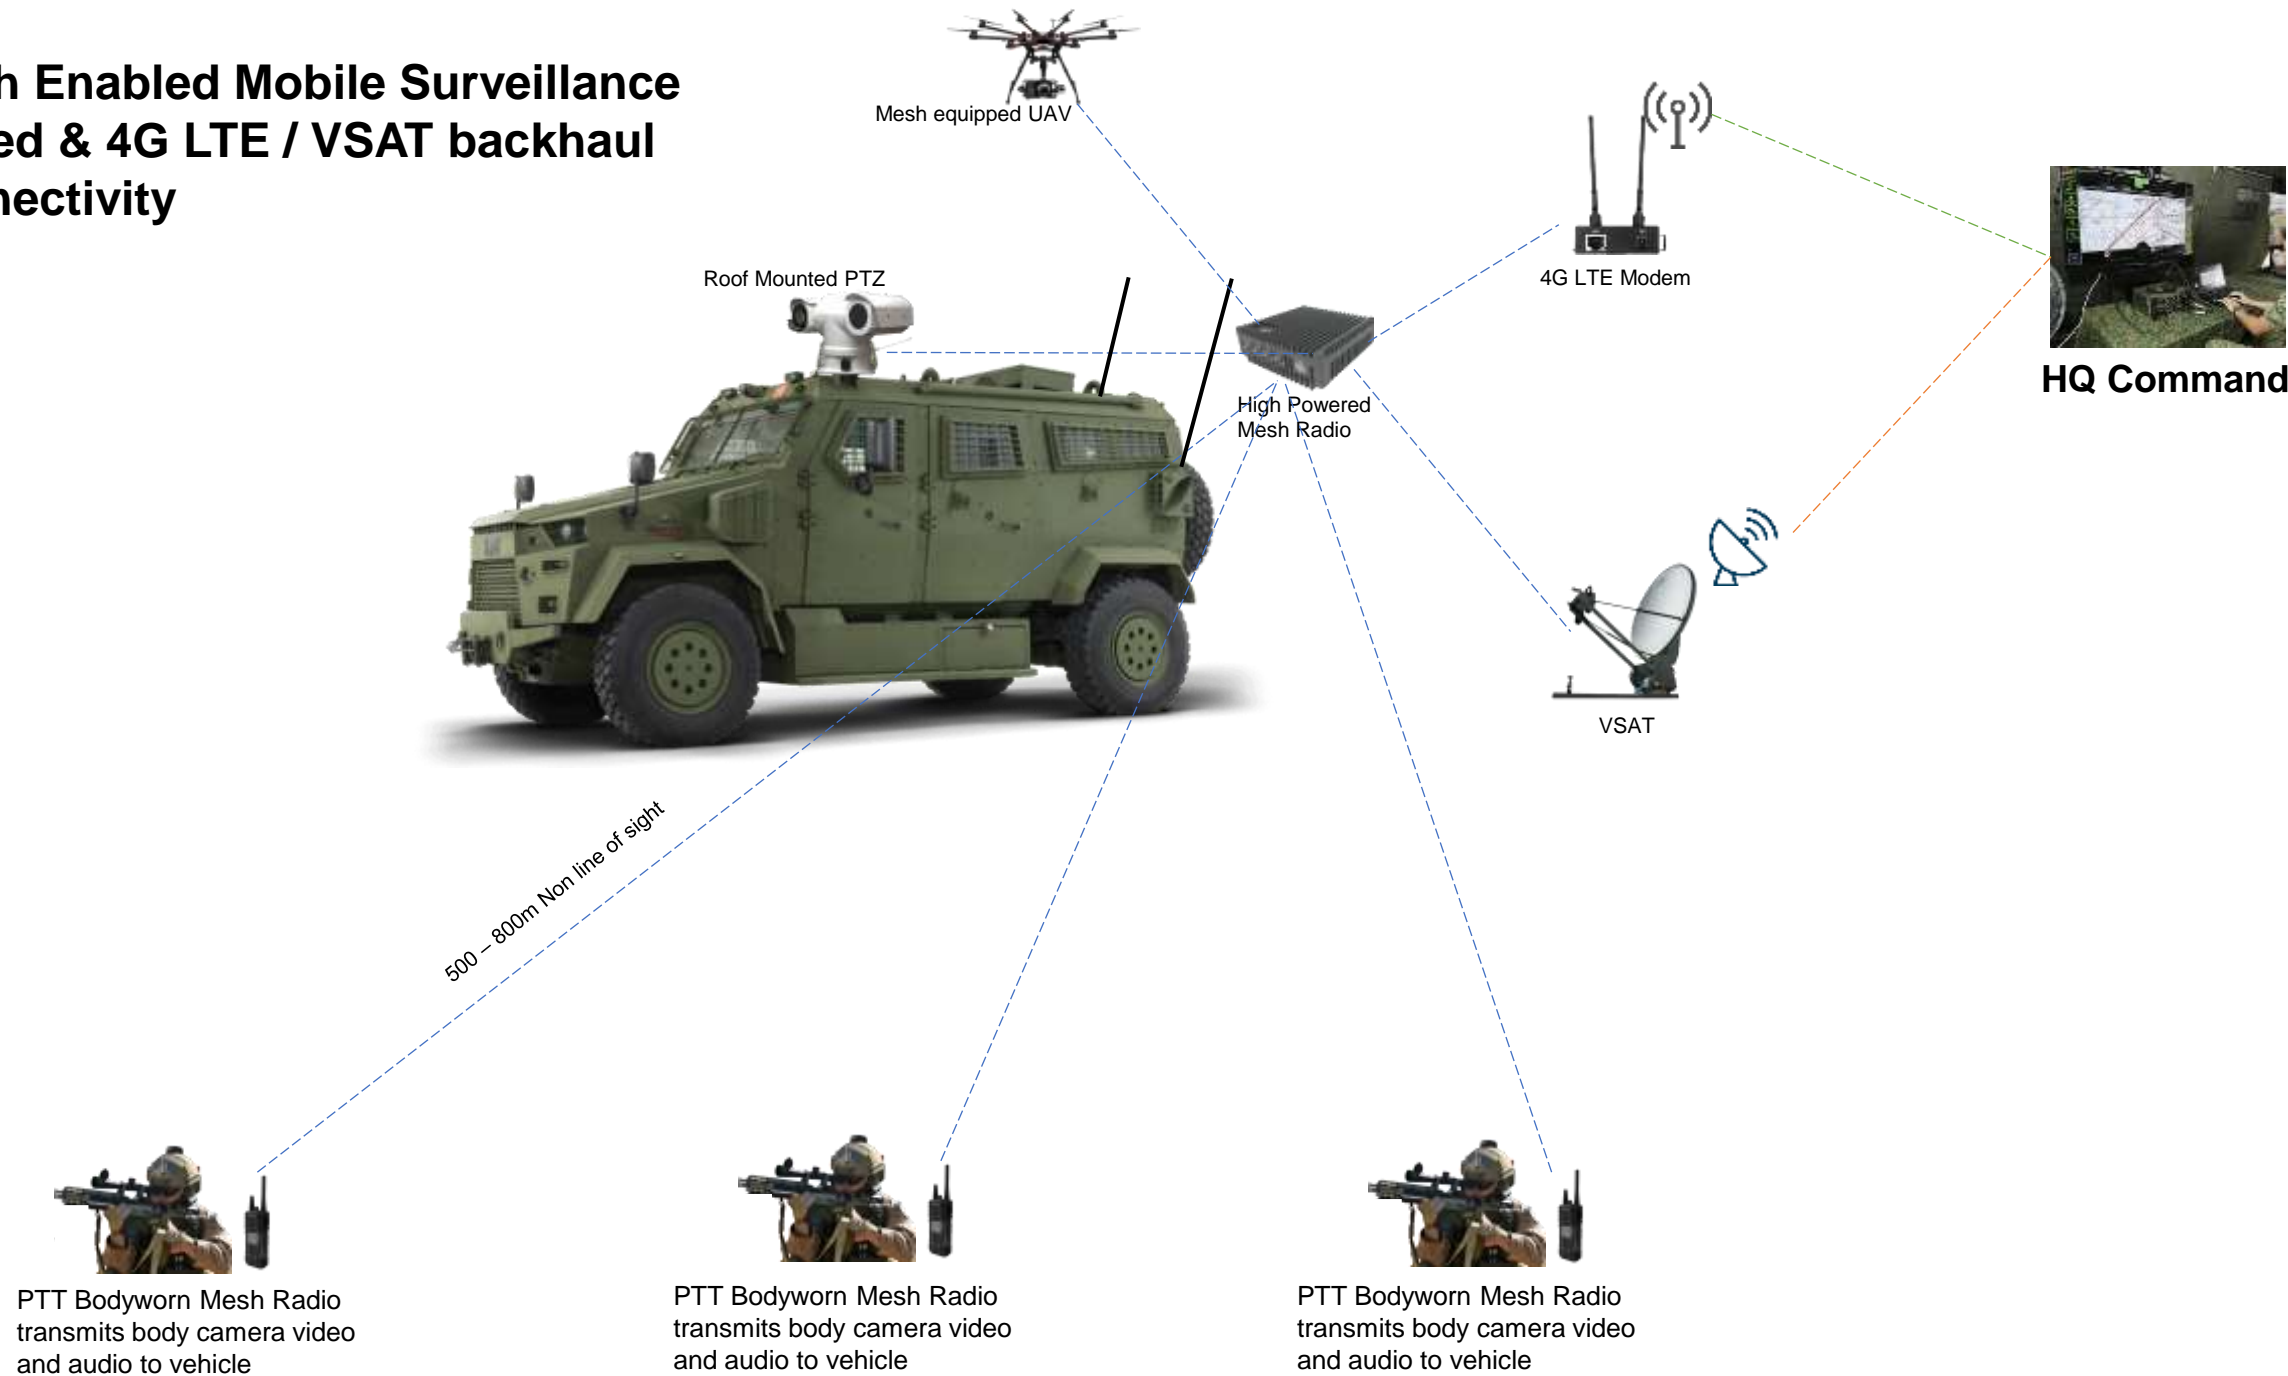 h Enabled Mobile Surveillance
ed & 4G LTE / VSAT backhaul
nectivity
Mesh equipped UAV
Roof Mounted PTZ
4G LTE Modem
HQ Command
High Powered
Mesh Radio
VSAT
500 – 800m Non line of sight
PTT Bodyworn Mesh Radio
transmits body camera video
and audio to vehicle
PTT Bodyworn Mesh Radio
transmits body camera video
and audio to vehicle
PTT Bodyworn Mesh Radio
transmits body camera video
and audio to vehicle